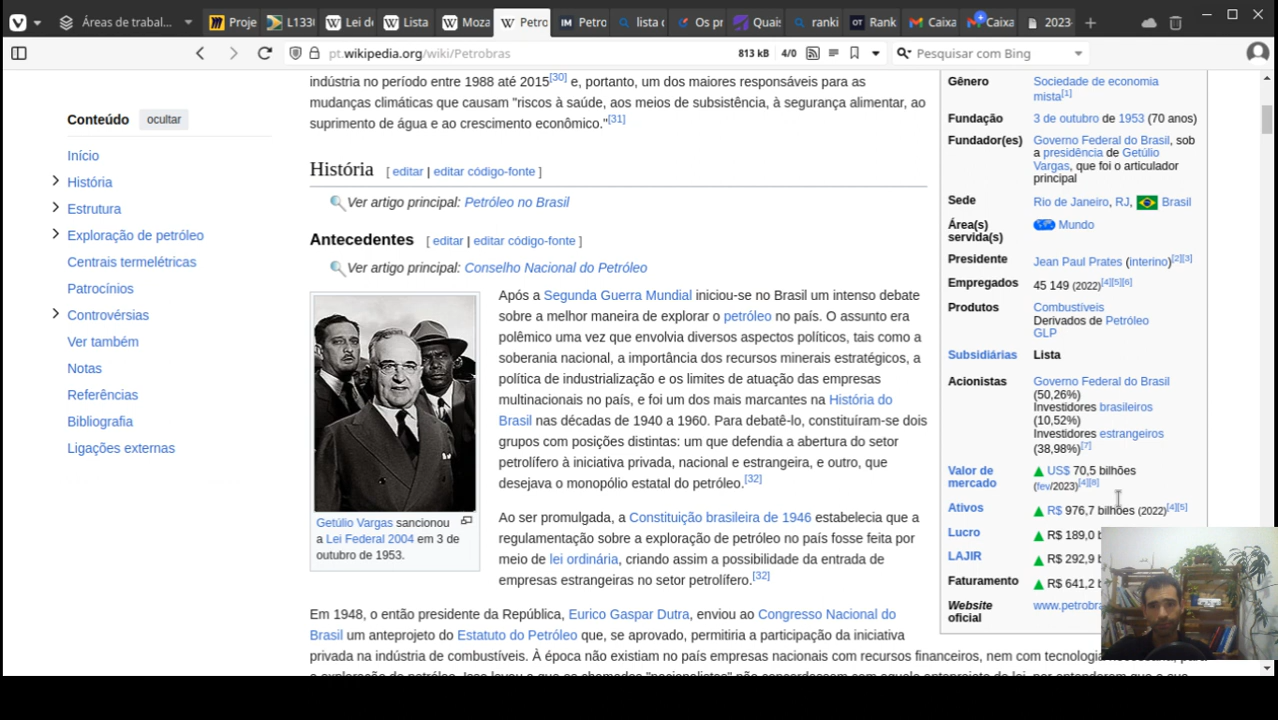 Áreas de trabal...
Proje
L133
Lei de
Lista
Moza
Petro
Petro
lista d
Os pr
Quais
ranki
Rank
Caixa
Caixa
2023-
pt.wikipedia.org/wiki/Petrobras
813 kB
4/0
Pesquisar com Bing
Conteúdo
ocultar
Início
História
Estrutura
Exploração de petróleo
Centrais termelétricas
Patrocínios
Controvérsias
Ver também
Notas
Referências
Bibliografia
Ligações externas
indústria no período entre 1988 até 2015[30] e, portanto, um dos maiores responsáveis para as
mudanças climáticas que causam "riscos à saúde, aos meios de subsistência, à segurança alimentar, ao
suprimento de água e ao crescimento econômico."[31]
História [ editar | editar código-fonte ]
Ver artigo principal: Petróleo no Brasil
Antecedentes [ editar | editar código-fonte ]
Ver artigo principal: Conselho Nacional do Petróleo
Getúlio Vargas sancionou
a Lei Federal 2004 em 3 de
outubro de 1953.
Após a Segunda Guerra Mundial iniciou-se no Brasil um intenso debate
sobre a melhor maneira de explorar o petróleo no país. O assunto era
polêmico uma vez que envolvia diversos aspectos políticos, tais como a
soberania nacional, a importância dos recursos minerais estratégicos, a
política de industrialização e os limites de atuação das empresas
multinacionais no país, e foi um dos mais marcantes na História do
Brasil nas décadas de 1940 a 1960. Para debatê-lo, constituíram-se dois
grupos com posições distintas: um que defendia a abertura do setor
petrolífero à iniciativa privada, nacional e estrangeira, e outro, que
desejava o monopólio estatal do petróleo.[32]
Ao ser promulgada, a Constituição brasileira de 1946 estabelecia que a
regulamentação sobre a exploração de petróleo no país fosse feita por
meio de lei ordinária, criando assim a possibilidade da entrada de
empresas estrangeiras no setor petrolífero.[32]
Em 1948, o então presidente da República, Eurico Gaspar Dutra, enviou ao Congresso Nacional do
Brasil um anteprojeto do Estatuto do Petróleo que, se aprovado, permitiria a participação da iniciativa
privada na indústria de combustíveis. À época não existiam no país empresas nacionais com recursos financeiros, nem com tecnologia
Gênero Sociedade de economia
mista[1]
Fundação 3 de outubro de 1953 (70 anos)
Fundador(es) Governo Federal do Brasil, sob
a presidência de Getúlio
Vargas, que foi o articulador
principal
Sede Rio de Janeiro, RJ, Brasil
Área(s)
servida(s) Mundo
Presidente Jean Paul Prates (interino)[2][3]
Empregados 45 149 (2022)[4][5][6]
Produtos Combustíveis
Derivados de Petróleo
GLP
Subsidiárias Lista
Acionistas Governo Federal do Brasil
(50,26%)
Investidores brasileiros
(10,52%)
Investidores estrangeiros
(38,98%)[7]
Valor de
mercado US$ 70,5 bilhões
(fev/2023)[4][8]
Ativos R$ 976,7 bilhões (2022)[4][5]
Lucro R$ 189,0 b
LAJIR R$ 292,9 b
Faturamento R$ 641,2 b
Website
oficial www.petrobra